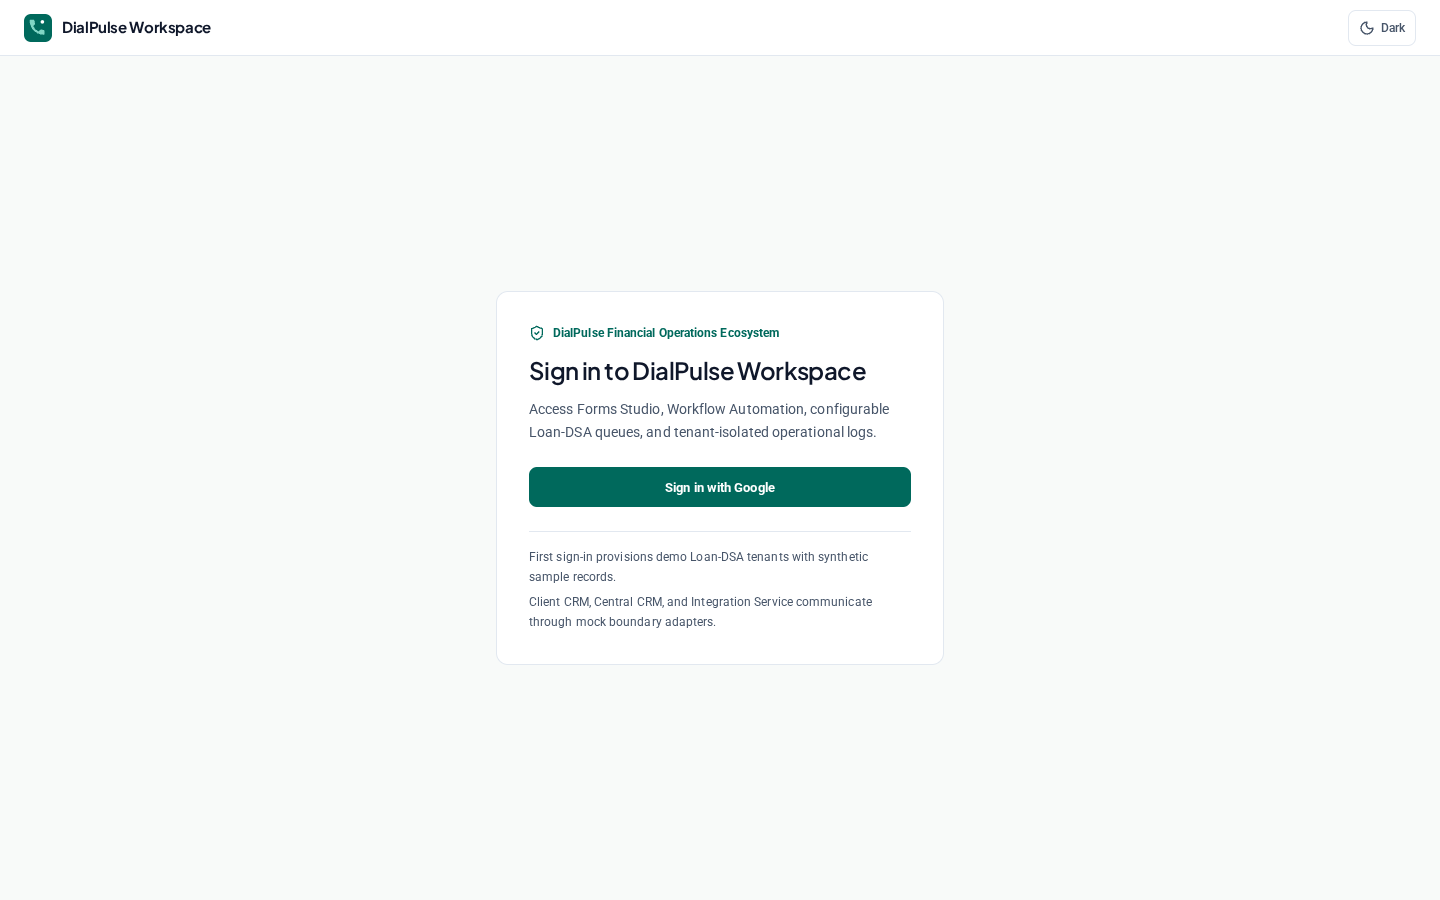 DialPulse Workspace
Dark
DialPulse Financial Operations Ecosystem
Sign in to DialPulse Workspace
Access Forms Studio, Workflow Automation, configurable
Loan-DSA queues, and tenant-isolated operational logs.
Sign in with Google
First sign-in provisions demo Loan-DSA tenants with synthetic
sample records.
Client CRM, Central CRM, and Integration Service communicate
through mock boundary adapters.